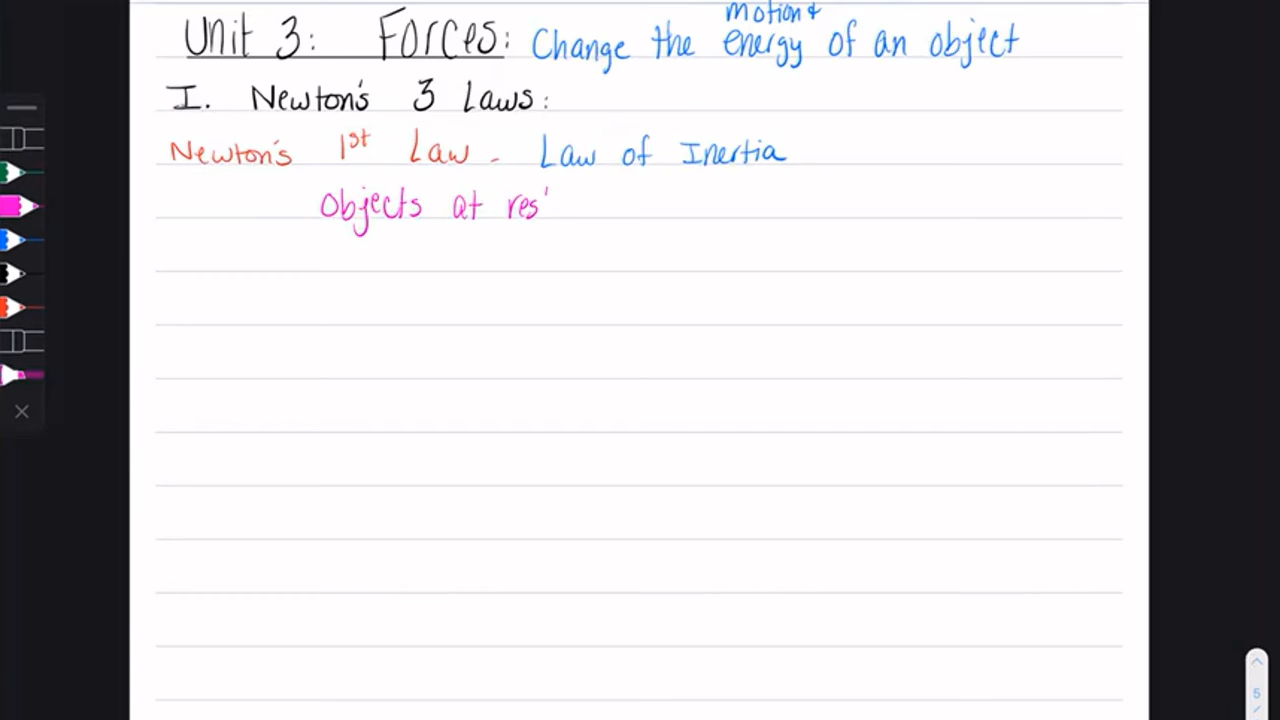 Unit 3: Forces: Change the motion & energy of an object
I. Newton's 3 Laws:
Newton's 1st Law - Law of Inertia
Objects at res'
5